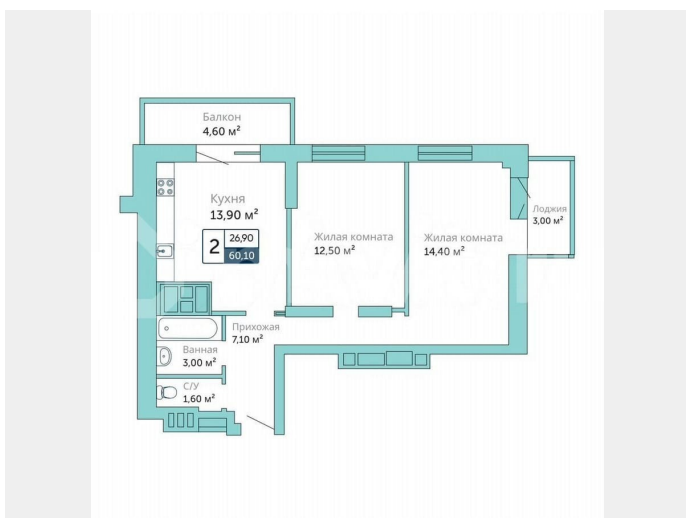 Балкон
4,60 м²
Кухня
13,90 м²
2
26,90
60,10
Жилая комната
12,50 м²
Жилая комната
14,40 м²
Лоджия
3,00 м²
Прихожая
7,10 м²
Ванная
3,00 м²
С/У
1,60 м²